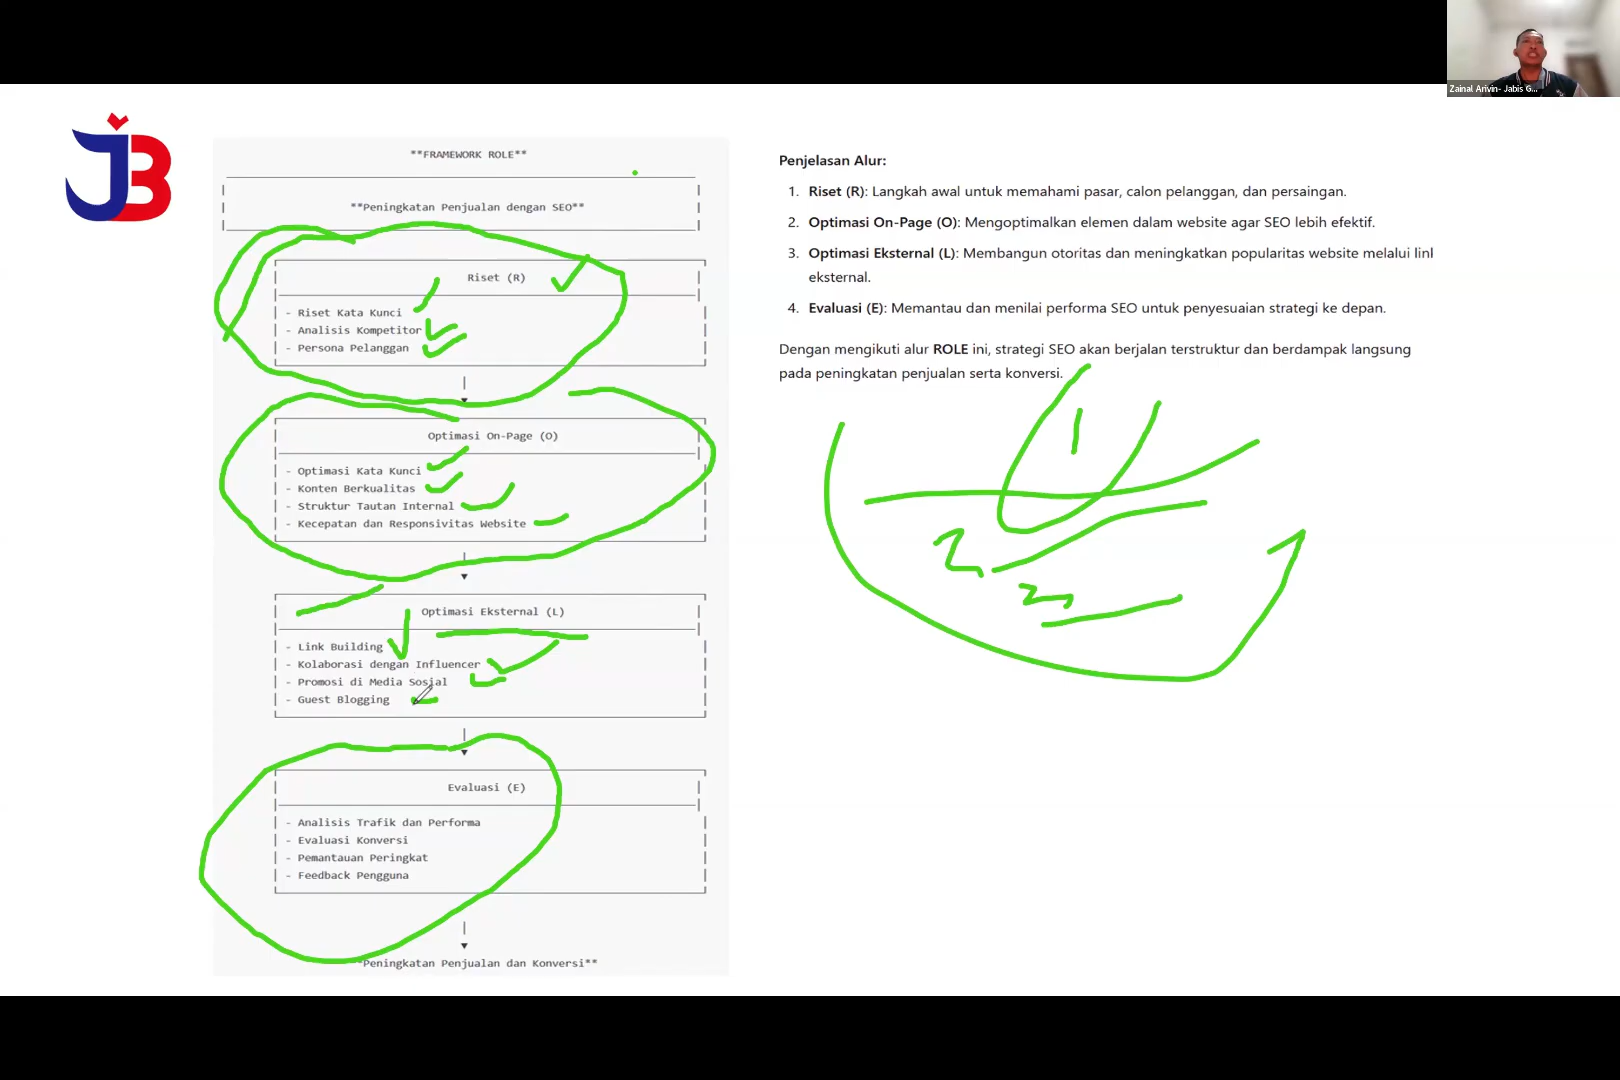 Zainal Arivin- Jabis G...
JB
**FRAMEWORK ROLE**
**Peningkatan Penjualan dengan SEO**
Riset (R)
- Riset Kata Kunci
- Analisis Kompetitor
- Persona Pelanggan
Optimasi On-Page (O)
- Optimasi Kata Kunci
- Konten Berkualitas
- Struktur Tautan Internal
- Kecepatan dan Responsivitas Website
Optimasi Eksternal (L)
- Link Building
- Kolaborasi dengan Influencer
- Promosi di Media Sosial
- Guest Blogging
Evaluasi (E)
- Analisis Trafik dan Performa
- Evaluasi Konversi
- Pemantauan Peringkat
- Feedback Pengguna
*Peningkatan Penjualan dan Konversi**
Penjelasan Alur:
1. Riset (R): Langkah awal untuk memahami pasar, calon pelanggan, dan persaingan.
2. Optimasi On-Page (O): Mengoptimalkan elemen dalam website agar SEO lebih efektif.
3. Optimasi Eksternal (L): Membangun otoritas dan meningkatkan popularitas website melalui linl
eksternal.
4. Evaluasi (E): Memantau dan menilai performa SEO untuk penyesuaian strategi ke depan.
Dengan mengikuti alur ROLE ini, strategi SEO akan berjalan terstruktur dan berdampak langsung
pada peningkatan penjualan serta konversi.
1
2